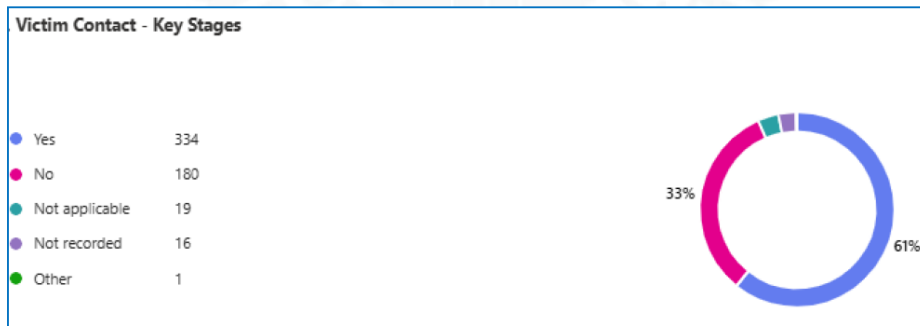 . Victim Contact - Key Stages
Yes 334
No 180
Not applicable 19
Not recorded 16
Other 1
33%
61%